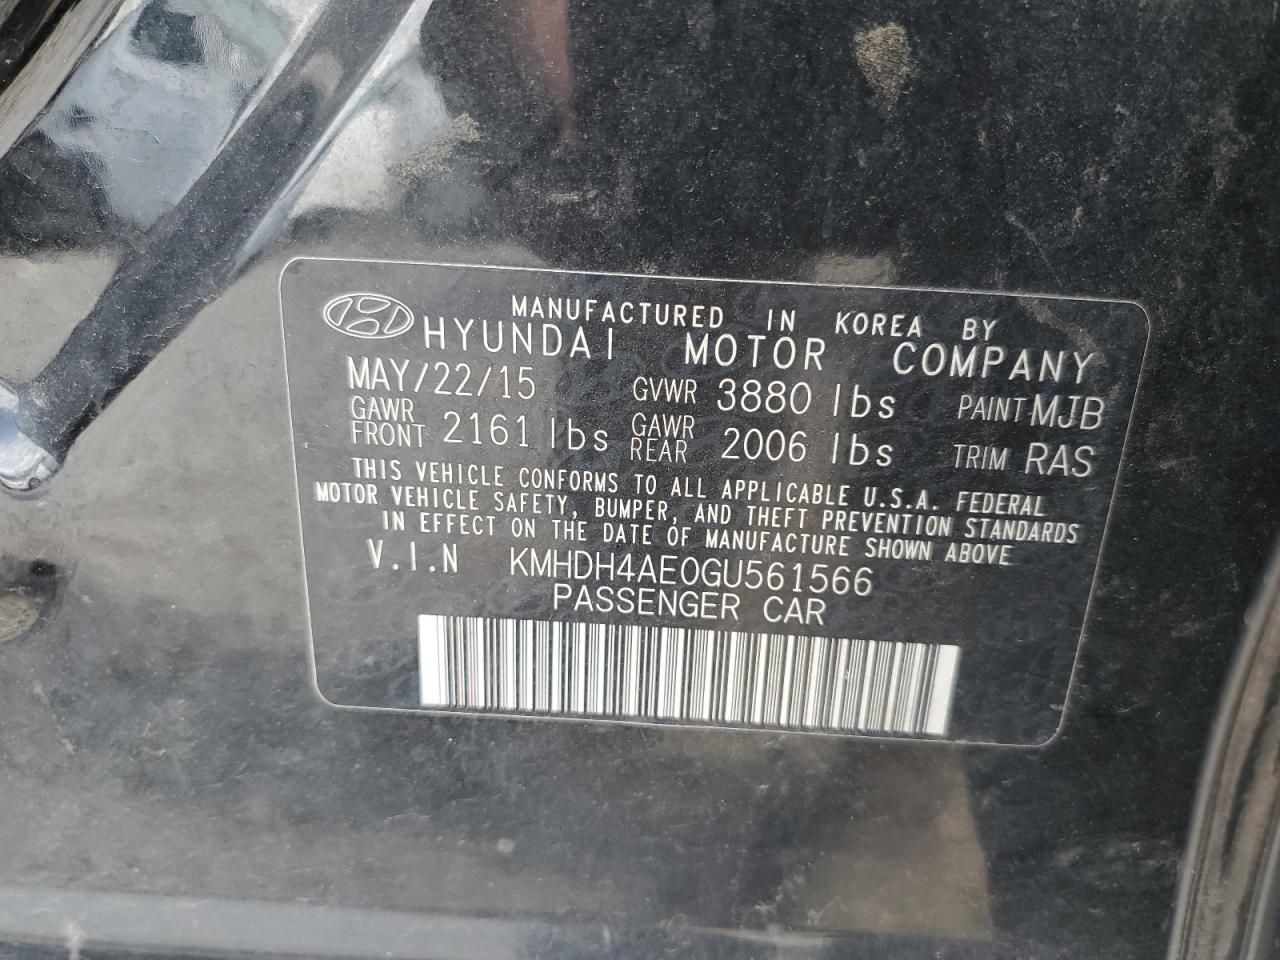 MANUFACTURED IN KOREA BY
HYUNDAI MOTOR COMPANY
MAY/22/15 GVWR 3880 lbs PAINT MJB
GAWR FRONT 2161 lbs GAWR REAR 2006 lbs TRIM RAS
THIS VEHICLE CONFORMS TO ALL APPLICABLE U.S.A. FEDERAL
MOTOR VEHICLE SAFETY, BUMPER, AND THEFT PREVENTION STANDARDS
IN EFFECT ON THE DATE OF MANUFACTURE SHOWN ABOVE
V.I.N KMHDH4AE0GU561566
PASSENGER CAR